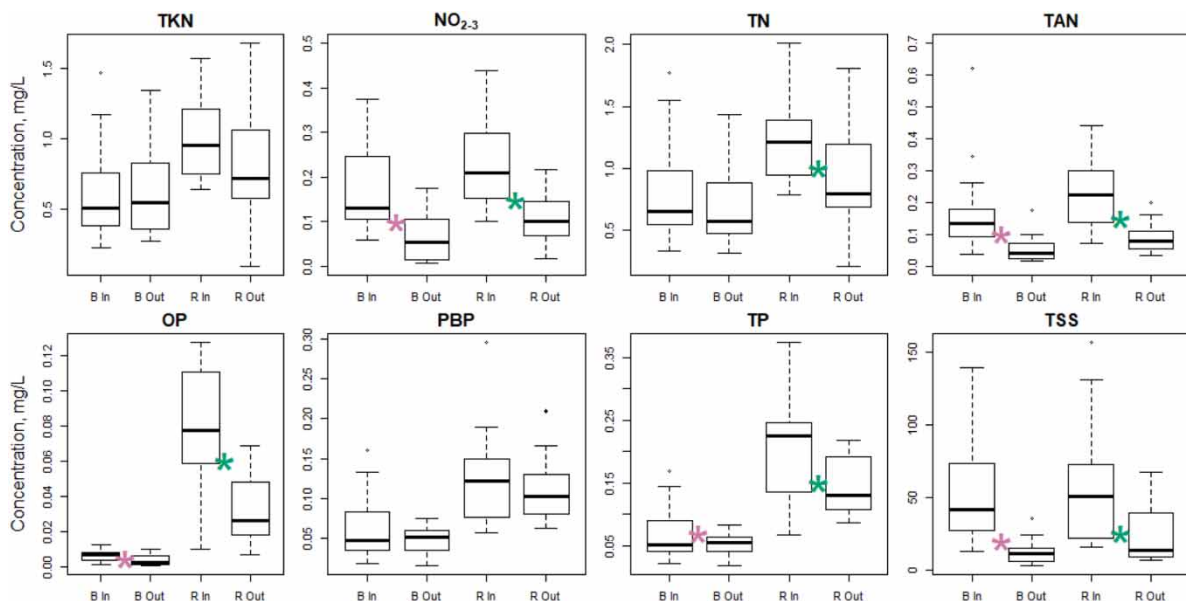 TKN NO2-3 TN TAN
Concentration, mg/L
0.5 1.0 1.5
0.0 0.1 0.2 0.3 0.4 0.5
0.5 1.0 1.5 2.0
0.0 0.1 0.2 0.3 0.4 0.5 0.6 0.7
B In B Out R In R Out B In B Out R In R Out B In B Out R In R Out B In B Out R In R Out
OP PBP TP TSS
Concentration, mg/L
0.00 0.02 0.04 0.06 0.08 0.10 0.12
0.05 0.10 0.15 0.20 0.25 0.30
0.05 0.15 0.25 0.35
0 50 100 150
B In B Out R In R Out B In B Out R In R Out B In B Out R In R Out B In B Out R In R Out